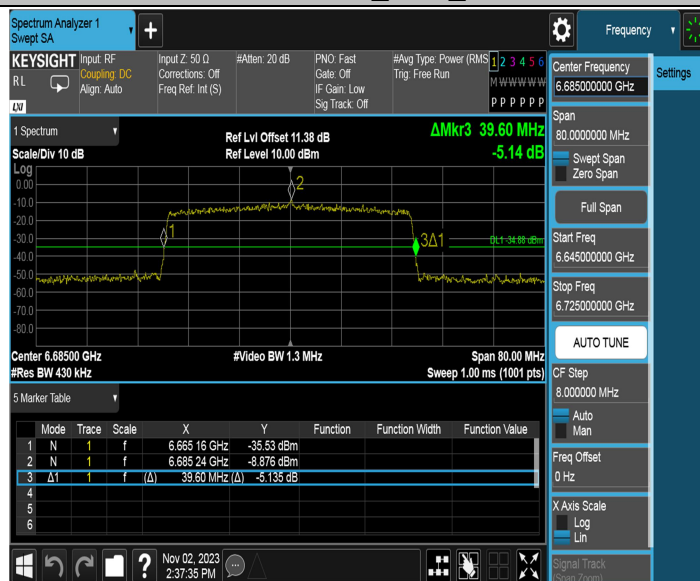 Spectrum Analyzer 1
Swept SA
+
Frequency
KEYSIGHT
Input: RF
Input Z: 50 Ω
#Atten: 20 dB
PNO: Fast
#Avg Type: Power (RMS
1 2 3 4 5 6
RL
Coupling: DC
Corrections: Off
Gate: Off
Trig: Free Run
M W W W W W
Align: Auto
Freq Ref: Int (S)
IF Gain: Low
Sig Track: Off
P P P P P P
LXI
Center Frequency
6.685000000 GHz
Settings
Span
80.0000000 MHz
Swept Span
Zero Span
Full Span
Start Freq
6.645000000 GHz
Stop Freq
6.725000000 GHz
AUTO TUNE
CF Step
8.000000 MHz
Auto
Man
Freq Offset
0 Hz
X Axis Scale
Log
Lin
Signal Track
(Span Zoom)
1 Spectrum
Ref Lvl Offset 11.38 dB
ΔMkr3 39.60 MHz
Scale/Div 10 dB
Ref Level 10.00 dBm
-5.14 dB
Log
0.00
-10.0
-20.0
-30.0
-40.0
-50.0
-60.0
-70.0
-80.0
1
2
3Δ1
DL1 -34.88 dBm
Center 6.68500 GHz
#Video BW 1.3 MHz
Span 80.00 MHz
#Res BW 430 kHz
Sweep 1.00 ms (1001 pts)
5 Marker Table
Mode Trace Scale X Y Function Function Width Function Value
1 N 1 f 6.665 16 GHz -35.53 dBm
2 N 1 f 6.685 24 GHz -8.876 dBm
3 Δ1 1 f (Δ) 39.60 MHz (Δ) -5.135 dB
4
5
6
?
Nov 02, 2023
2:37:35 PM